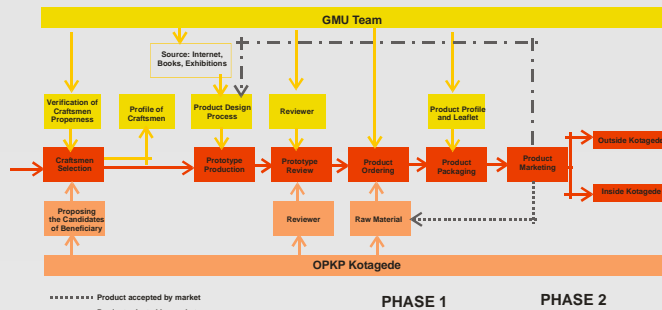 GMU Team
Source: Internet,
Books, Exhibitions
Verification of
Craftsmen
Properness
Profile of
Craftsmen
Product Design
Process
Reviewer
Product Profile
and Leaflet
Craftsmen
Selection
Prototype
Production
Prototype
Review
Product
Ordering
Product
Packaging
Product
Marketing
Outside Kotagede
Inside Kotagede
Proposing
the Candidates
of Beneficiary
Reviewer
Raw Material
OPKP Kotagede
Product accepted by market
PHASE 1
PHASE 2